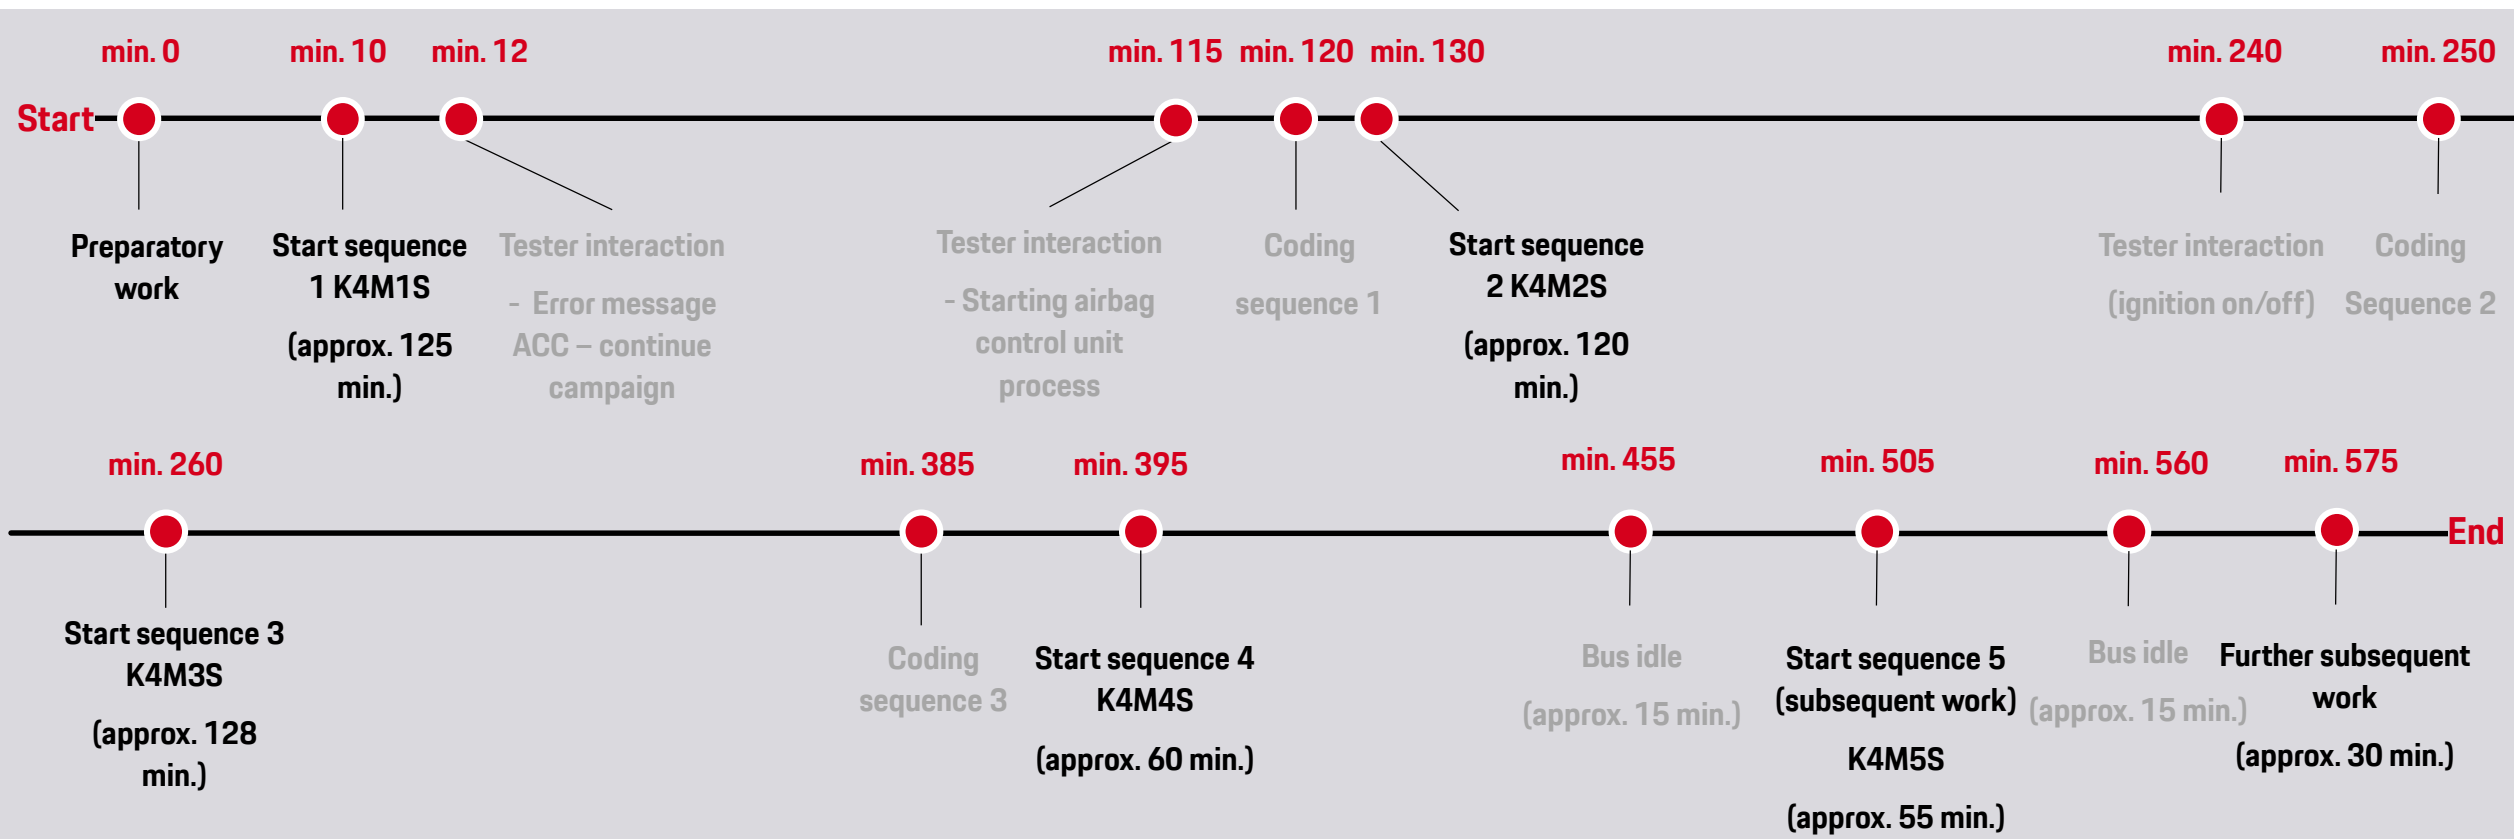 min. 0
min. 10
min. 12
min. 115
min. 120
min. 130
min. 240
min. 250
Start
Preparatory
work
Start sequence
1 K4M1S
(approx. 125
min.)
Tester interaction
- Error message
ACC – continue
campaign
Tester interaction
- Starting airbag
control unit
process
Coding
sequence 1
Start sequence
2 K4M2S
(approx. 120
min.)
Tester interaction
(ignition on/off)
Coding
Sequence 2
min. 260
min. 385
min. 395
min. 455
min. 505
min. 560
min. 575
End
Start sequence 3
K4M3S
(approx. 128
min.)
Coding
sequence 3
Start sequence 4
K4M4S
(approx. 60 min.)
Bus idle
(approx. 15 min.)
Start sequence 5
(subsequent work)
K4M5S
(approx. 55 min.)
Bus idle
(approx. 15 min.)
Further subsequent
work
(approx. 30 min.)